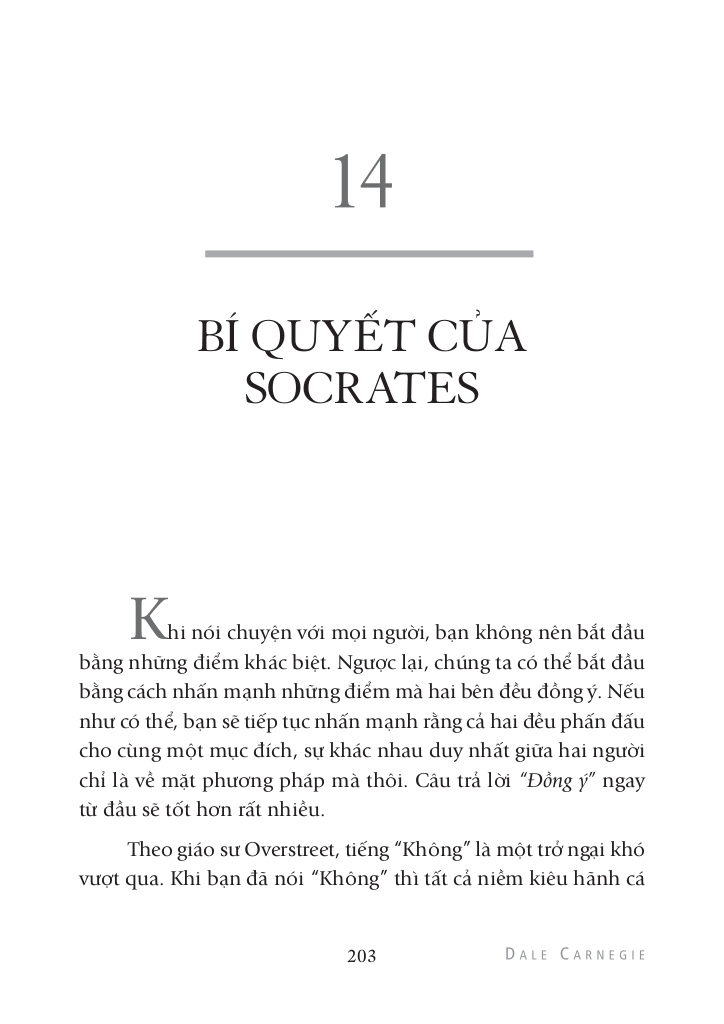 14
BÍ QUYẾT CỦA
SOCRATES
Khi nói chuyện với mọi người, bạn không nên bắt đầu
bằng những điểm khác biệt. Ngược lại, chúng ta có thể bắt đầu
bằng cách nhấn mạnh những điểm mà hai bên đều đồng ý. Nếu
như có thể, bạn sẽ tiếp tục nhấn mạnh rằng cả hai đều phấn đấu
cho cùng một mục đích, sự khác nhau duy nhất giữa hai người
chỉ là về mặt phương pháp mà thôi. Câu trả lời “Đồng ý” ngay
từ đầu sẽ tốt hơn rất nhiều.
Theo giáo sư Overstreet, tiếng “Không” là một trở ngại khó
vượt qua. Khi bạn đã nói “Không” thì tất cả niềm kiêu hãnh cá
203
DALE CARNEGIE